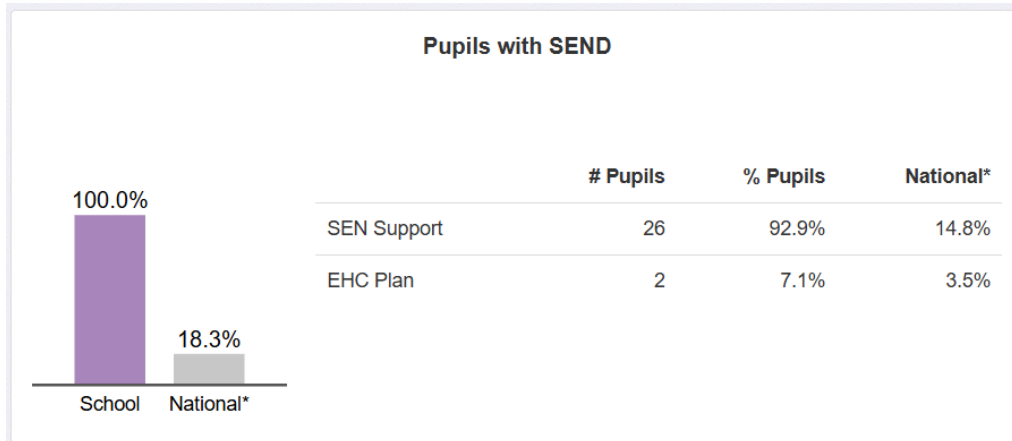 Pupils with SEND
# Pupils % Pupils National*
100.0%
SEN Support 26 92.9% 14.8%
EHC Plan 2 7.1% 3.5%
18.3%
School National*